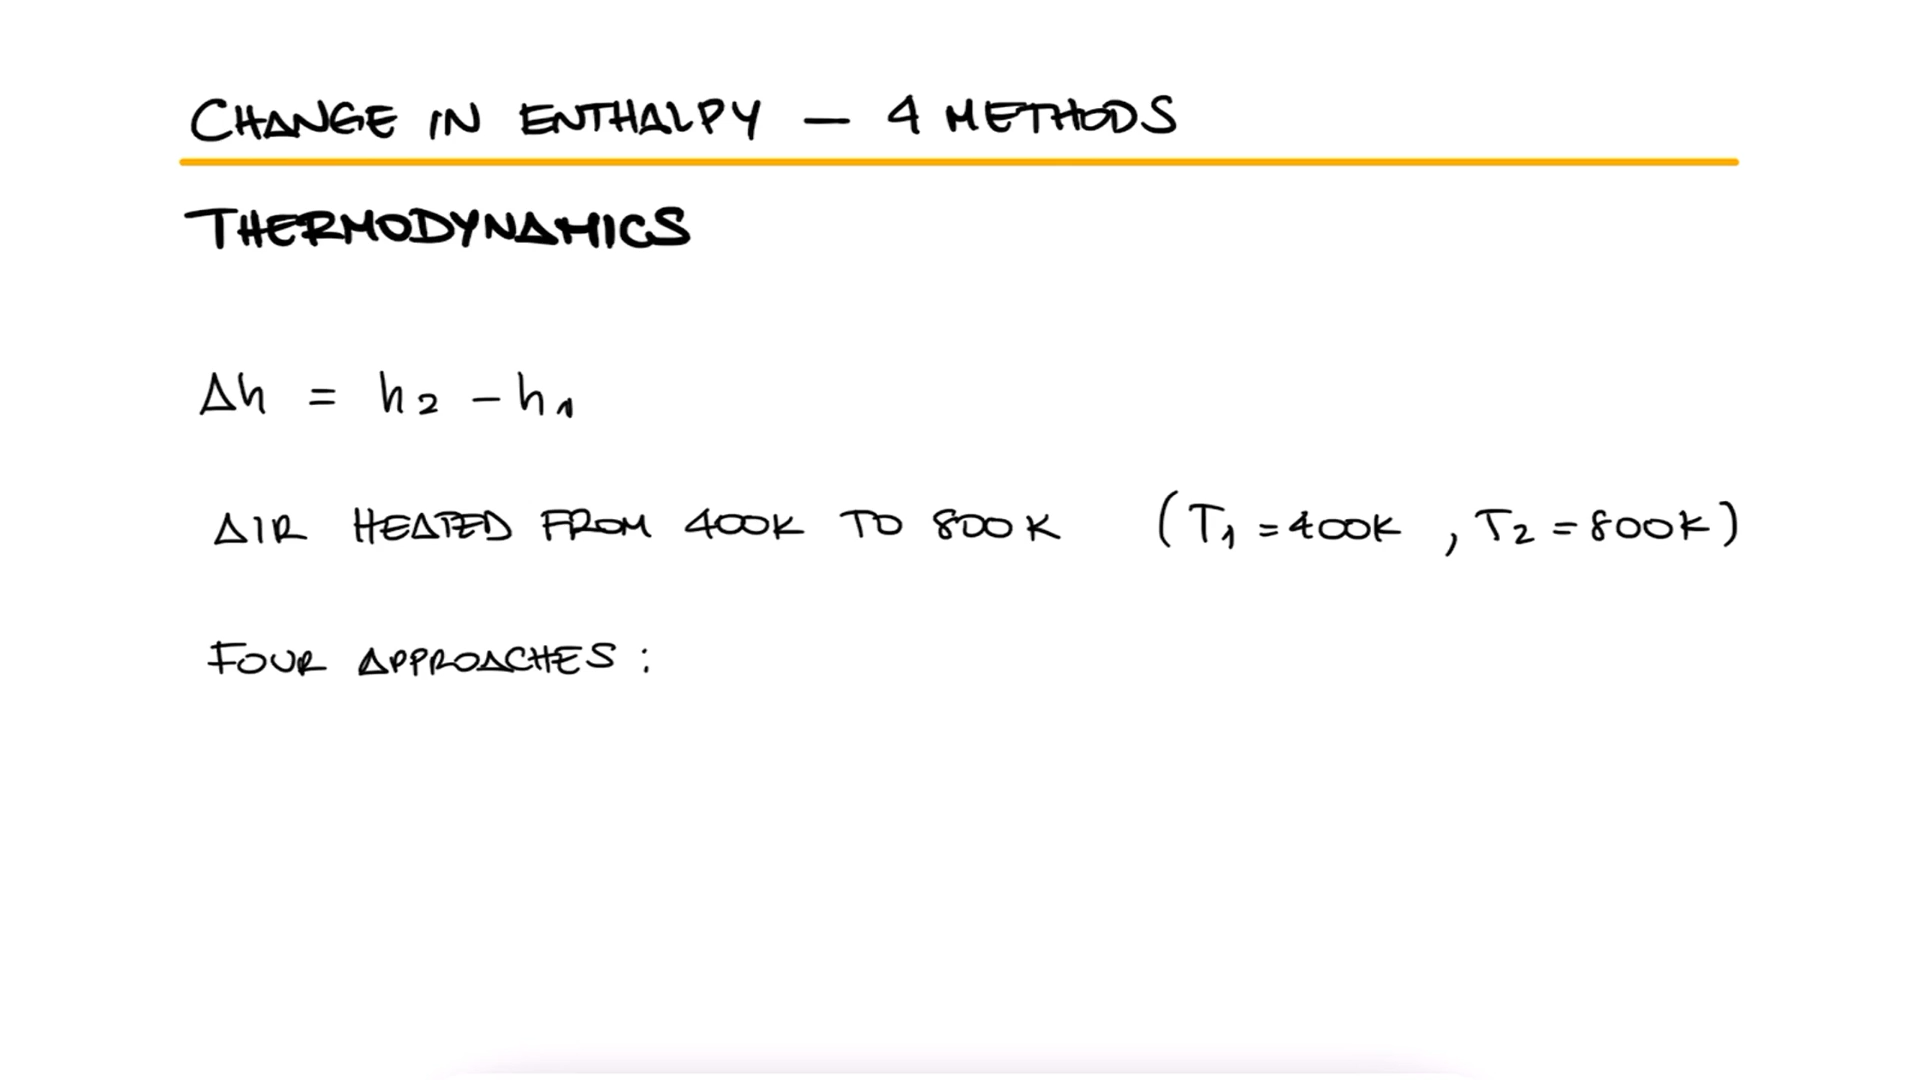 CHANGE IN ENTHALPY — 4 METHODS
THERMODYNAMICS
Δh = h₂ - h₁
AIR HEATED FROM 400K TO 800K (T₁ = 400K , T₂ = 800K)
FOUR APPROACHES :